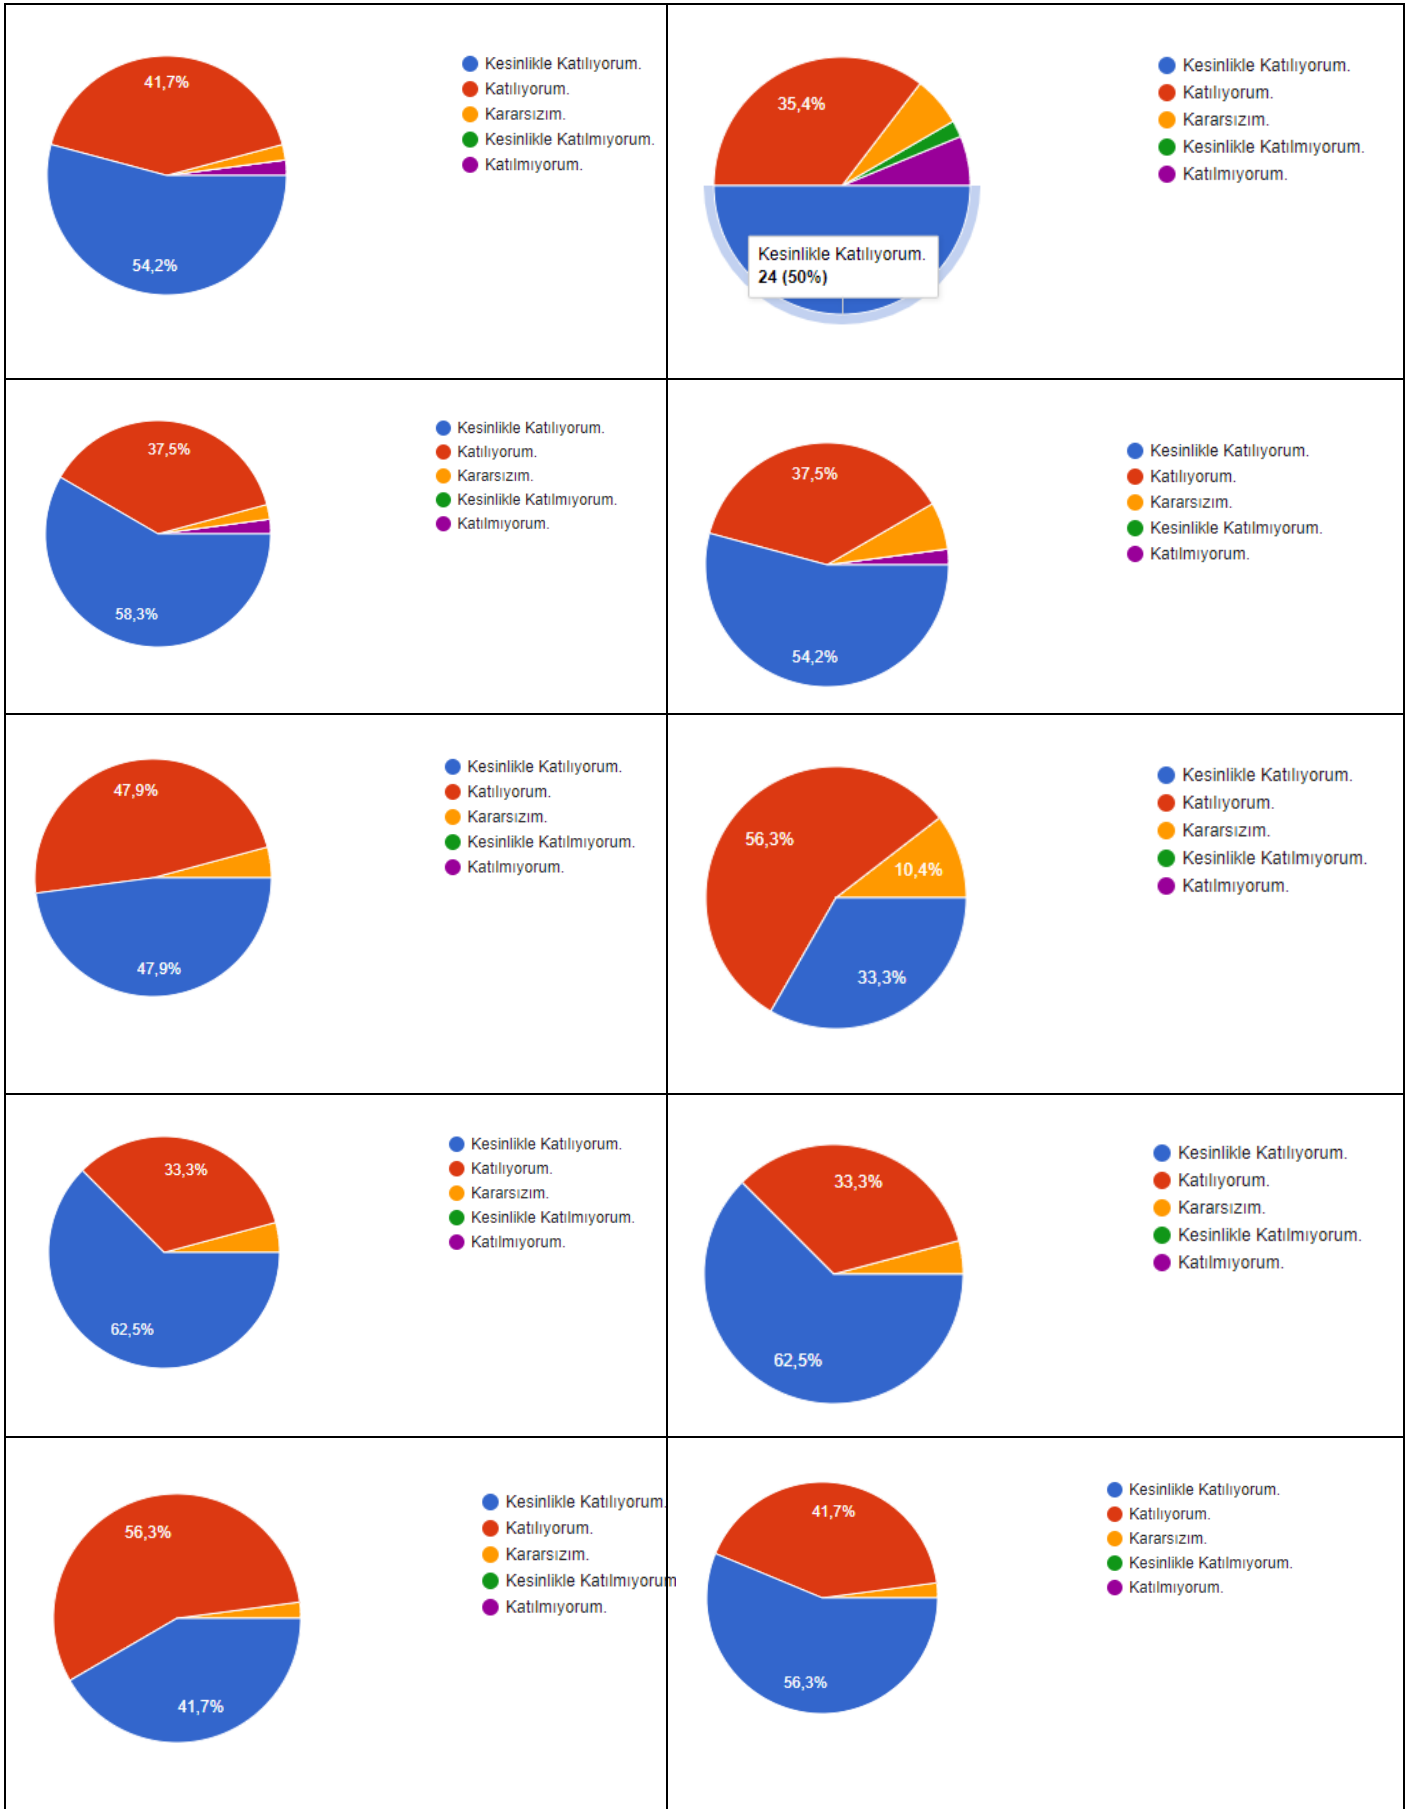 41,7%
54,2%
Kesinlikle Katılıyorum.
Katılıyorum.
Kararsızım.
Kesinlikle Katılmıyorum.
Katılmıyorum.
35,4%
Kesinlikle Katılıyorum.
24 (50%)
Kesinlikle Katılıyorum.
Katılıyorum.
Kararsızım.
Kesinlikle Katılmıyorum.
Katılmıyorum.
37,5%
58,3%
Kesinlikle Katılıyorum.
Katılıyorum.
Kararsızım.
Kesinlikle Katılmıyorum.
Katılmıyorum.
37,5%
54,2%
Kesinlikle Katılıyorum.
Katılıyorum.
Kararsızım.
Kesinlikle Katılmıyorum.
Katılmıyorum.
47,9%
47,9%
Kesinlikle Katılıyorum.
Katılıyorum.
Kararsızım.
Kesinlikle Katılmıyorum.
Katılmıyorum.
56,3%
10,4%
33,3%
Kesinlikle Katılıyorum.
Katılıyorum.
Kararsızım.
Kesinlikle Katılmıyorum.
Katılmıyorum.
33,3%
62,5%
Kesinlikle Katılıyorum.
Katılıyorum.
Kararsızım.
Kesinlikle Katılmıyorum.
Katılmıyorum.
33,3%
62,5%
Kesinlikle Katılıyorum.
Katılıyorum.
Kararsızım.
Kesinlikle Katılmıyorum.
Katılmıyorum.
56,3%
41,7%
Kesinlikle Katılıyorum.
Katılıyorum.
Kararsızım.
Kesinlikle Katılmıyorum
Katılmıyorum.
41,7%
56,3%
Kesinlikle Katılıyorum.
Katılıyorum.
Kararsızım.
Kesinlikle Katılmıyorum.
Katılmıyorum.